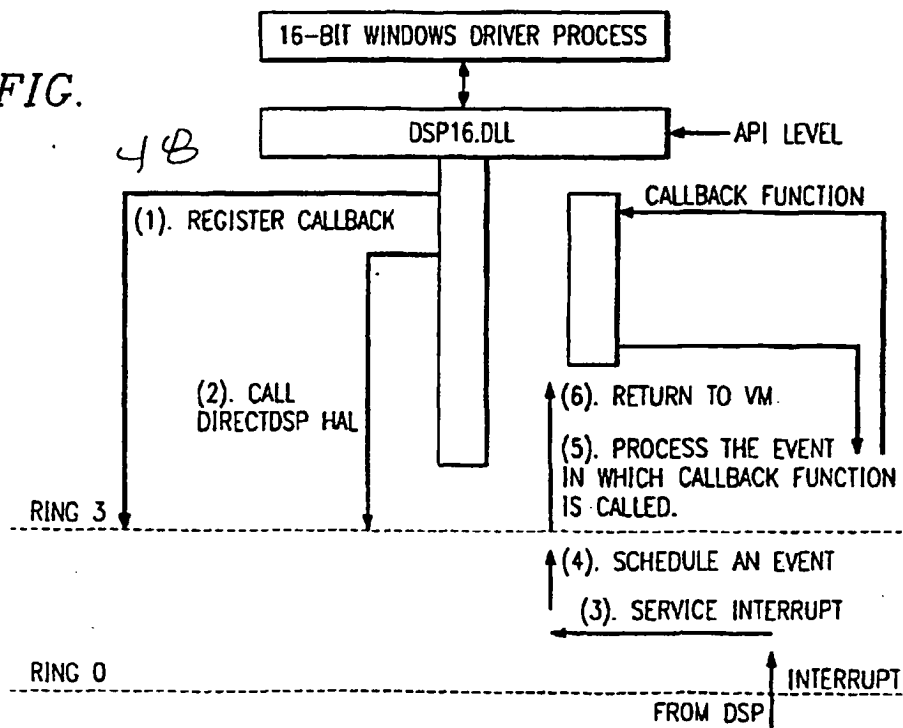 16-BIT WINDOWS DRIVER PROCESS
FIG.
48
DSP16.DLL
API LEVEL
CALLBACK FUNCTION
(1). REGISTER CALLBACK
(2). CALL
DIRECTDSP HAL
(6). RETURN TO VM
(5). PROCESS THE EVENT
IN WHICH CALLBACK FUNCTION
IS CALLED.
RING 3
(4). SCHEDULE AN EVENT
(3). SERVICE INTERRUPT
RING 0
INTERRUPT
FROM DSP